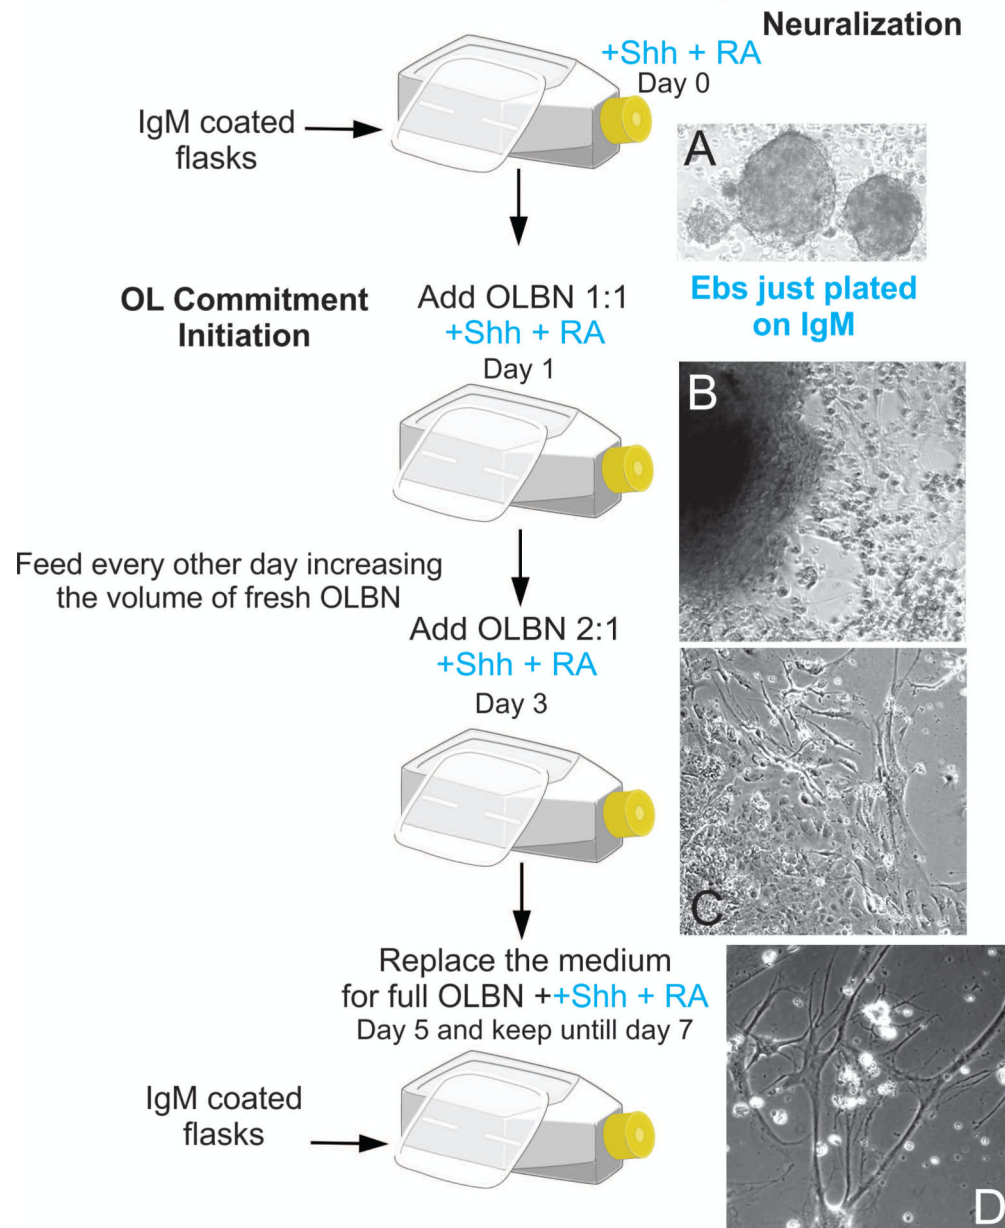 Neuralization
+Shh + RA
Day 0
IgM coated
flasks
A
Ebs just plated
on IgM
OL Commitment
Initiation
Add OLBN 1:1
+Shh + RA
Day 1
B
Feed every other day increasing
the volume of fresh OLBN
Add OLBN 2:1
+Shh + RA
Day 3
C
Replace the medium
for full OLBN ++Shh + RA
Day 5 and keep untill day 7
IgM coated
flasks
D